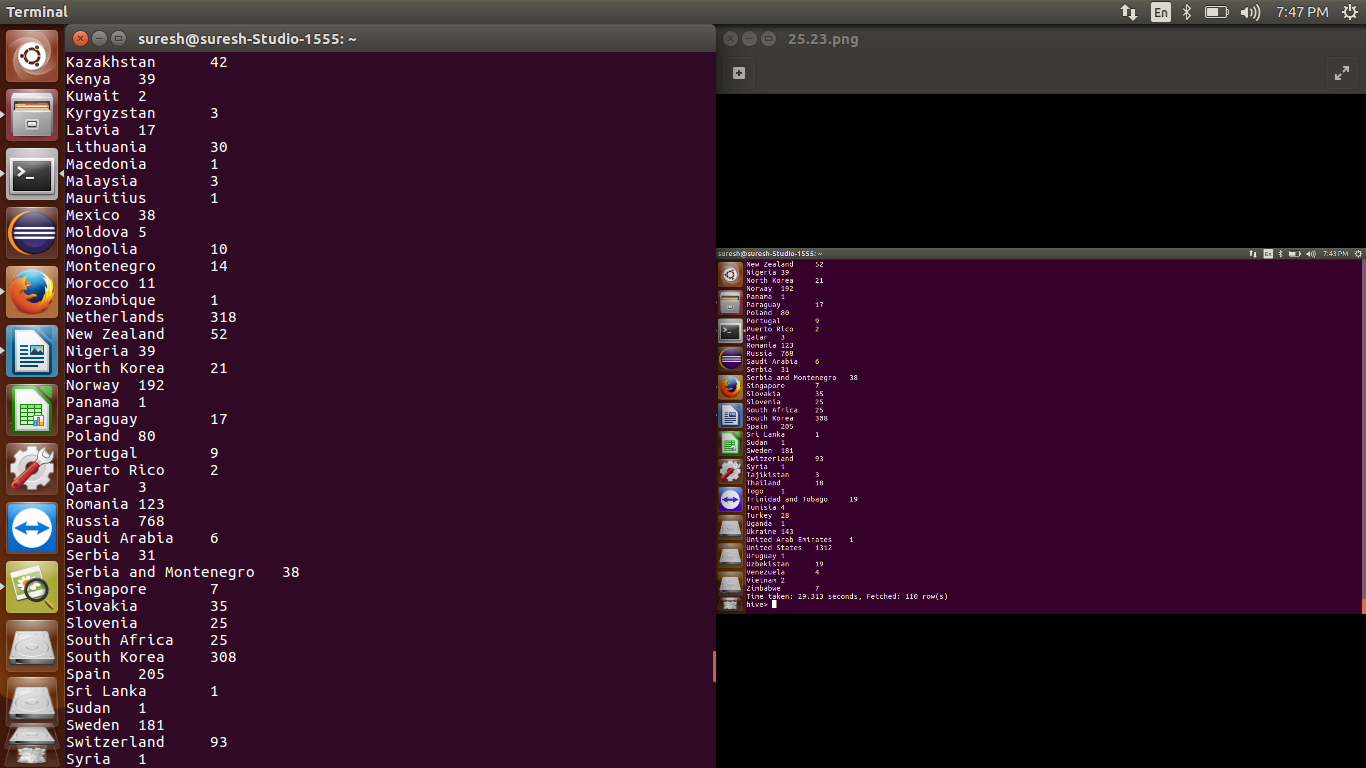 Terminal
En
7:47 PM
suresh@suresh-Studio-1555: ~
Kazakhstan 42
Kenya 39
Kuwait 2
Kyrgyzstan 3
Latvia 17
Lithuania 30
Macedonia 1
Malaysia 3
Mauritius 1
Mexico 38
Moldova 5
Mongolia 10
Montenegro 14
Morocco 11
Mozambique 1
Netherlands 318
New Zealand 52
Nigeria 39
North Korea 21
Norway 192
Panama 1
Paraguay 17
Poland 80
Portugal 9
Puerto Rico 2
Qatar 3
Romania 123
Russia 768
Saudi Arabia 6
Serbia 31
Serbia and Montenegro 38
Singapore 7
Slovakia 35
Slovenia 25
South Africa 25
South Korea 308
Spain 205
Sri Lanka 1
Sudan 1
Sweden 181
Switzerland 93
Syria 1
25.23.png
suresh@suresh-Studio-1555: ~
En
7:43 PM
New Zealand 52
Nigeria 39
North Korea 21
Norway 192
Panama 1
Paraguay 17
Poland 80
Portugal 9
Puerto Rico 2
Qatar 3
Romania 123
Russia 768
Saudi Arabia 6
Serbia 31
Serbia and Montenegro 38
Singapore 7
Slovakia 35
Slovenia 25
South Africa 25
South Korea 308
Spain 205
Sri Lanka 1
Sudan 1
Sweden 181
Switzerland 93
Syria 1
Tajikistan 3
Thailand 18
Togo 1
Trinidad and Tobago 19
Tunisia 4
Turkey 28
Uganda 1
Ukraine 143
United Arab Emirates 1
United States 1312
Uruguay 1
Uzbekistan 19
Venezuela 4
Vietnam 2
Zimbabwe 7
Time taken: 29.313 seconds, Fetched: 110 row(s)
hive>